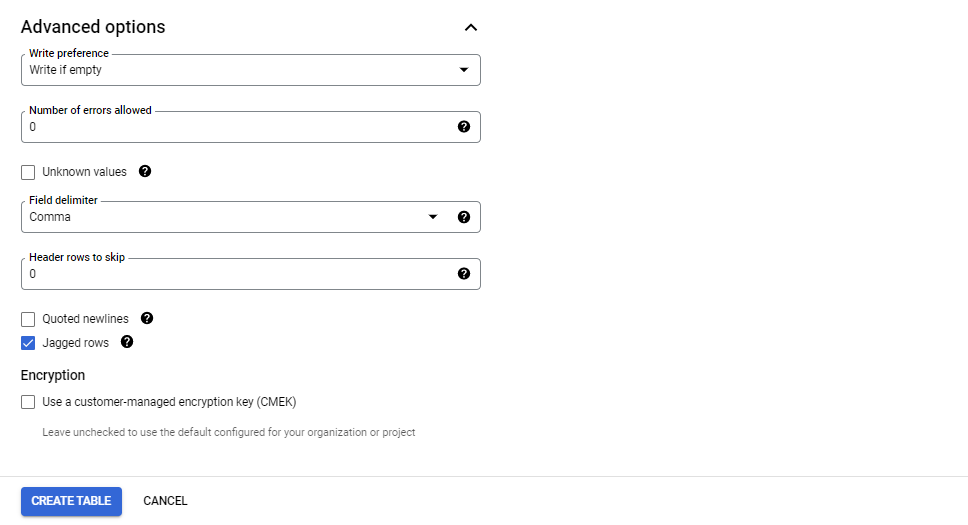 Advanced options
Write preference
Write if empty
Number of errors allowed
0
Unknown values
Field delimiter
Comma
Header rows to skip
0
Quoted newlines
Jagged rows
Encryption
Use a customer-managed encryption key (CMEK)
Leave unchecked to use the default configured for your organization or project
CREATE TABLE CANCEL